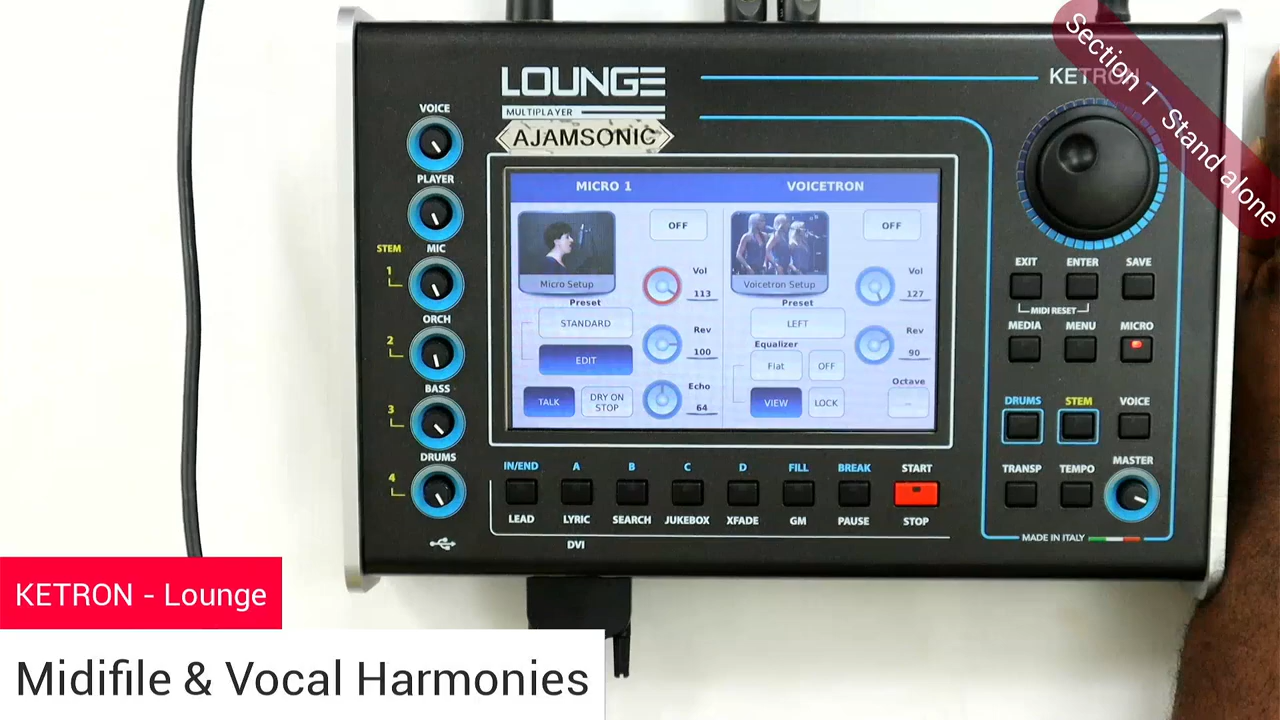 LOUNGE
MULTIPLAYER
AJAMSONIC
KETRON
Section 1 Stand alone
VOICE
PLAYER
STEM
MIC
1
ORCH
2
BASS
3
DRUMS
4
MICRO 1
VOICETRON
OFF
OFF
Micro Setup
Vol
113
Voicetron Setup
Vol
127
Preset
STANDARD
Rev
100
Preset
LEFT
Rev
90
EDIT
Equalizer
Flat
OFF
TALK
DRY ON
STOP
Echo
64
VIEW
LOCK
Octave
--
EXIT
ENTER
SAVE
MIDI RESET
MEDIA
MENU
MICRO
DRUMS
STEM
VOICE
TRANSP
TEMPO
MASTER
IN/END
A
B
C
D
FILL
BREAK
START
LEAD
LYRIC
SEARCH
JUKEBOX
XFADE
GM
PAUSE
STOP
DVI
MADE IN ITALY
KETRON - Lounge
Midifile & Vocal Harmonies